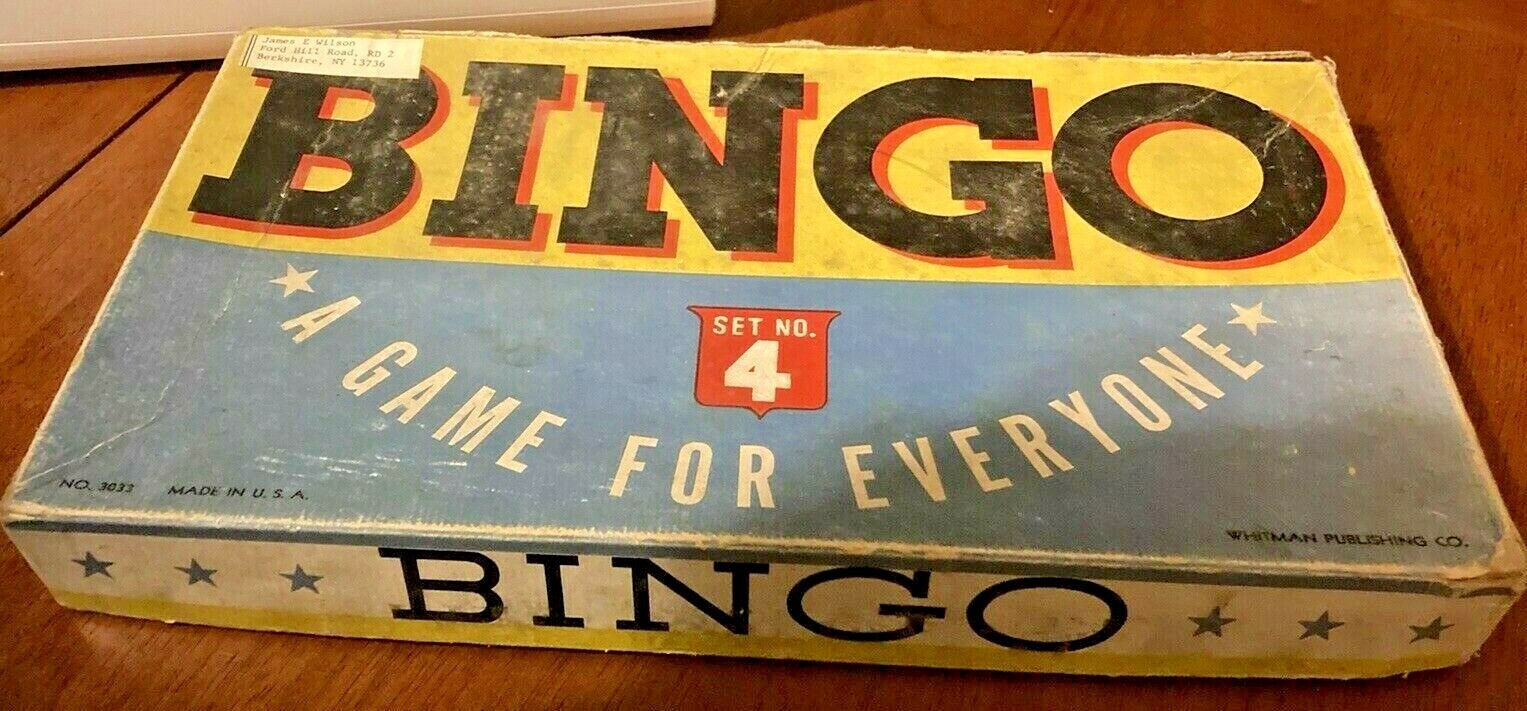 James E Wilson
Ford Hill Road, RD 2
Berkshire, NY 13736
BINGO
SET NO.
4
A GAME FOR EVERYONE
NO. 3033 MADE IN U. S. A.
WHITMAN PUBLISHING CO.
BINGO